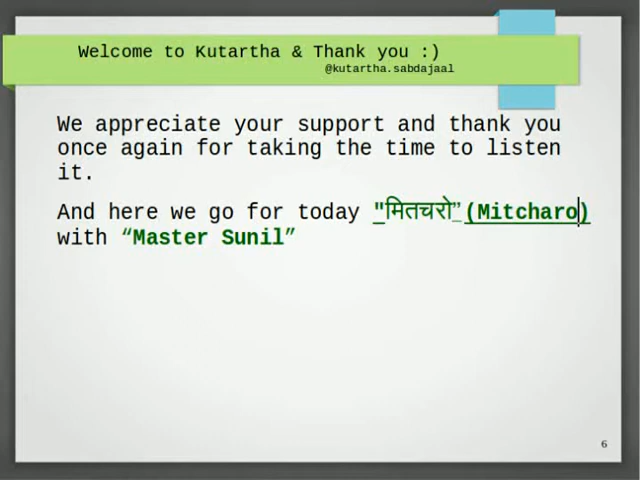 Welcome to Kutartha & Thank you :)
@kutartha.sabdajaal
We appreciate your support and thank you
once again for taking the time to listen
it.
And here we go for today "मितचरो” (Mitcharo)
with “Master Sunil”
6